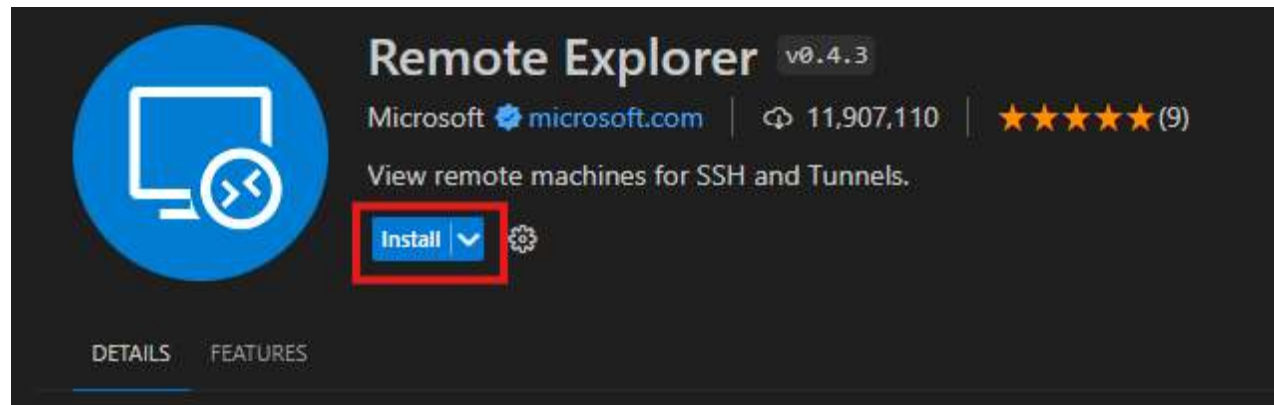 Remote Explorer v0.4.3
Microsoft microsoft.com | 11,907,110 | ★★★★★(9)
View remote machines for SSH and Tunnels.
Install
DETAILS FEATURES